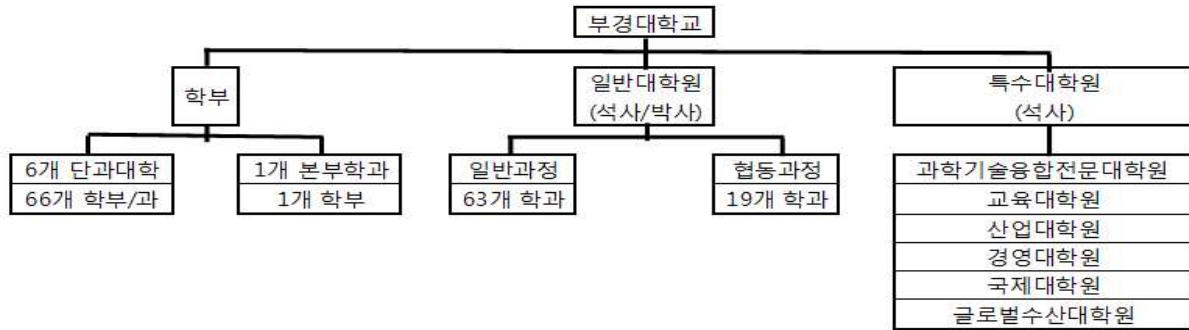 부경대학교
학부
일반대학원
(석사/박사)
특수대학원
(석사)
6개 단과대학
66개 학부/과
1개 본부학과
1개 학부
일반과정
63개 학과
협동과정
19개 학과
과학기술융합전문대학원
교육대학원
산업대학원
경영대학원
국제대학원
글로벌수산대학원